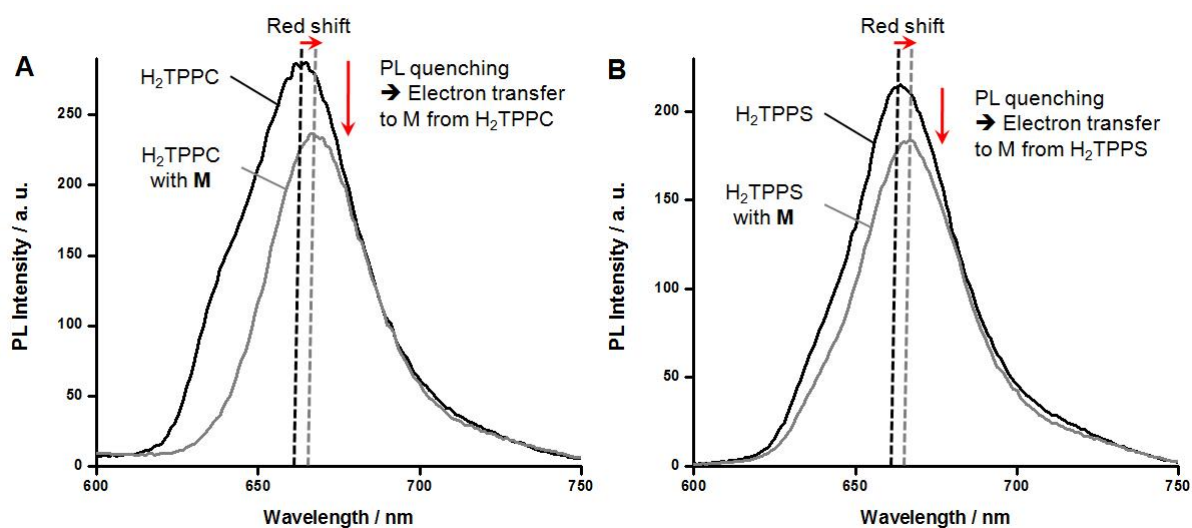 A
Red shift
H₂TPPC
PL quenching
➔ Electron transfer
to M from H₂TPPC
H₂TPPC
with M
PL Intensity / a. u.
250
200
150
100
50
0
600
650
700
750
Wavelength / nm
B
Red shift
H₂TPPS
PL quenching
➔ Electron transfer
to M from H₂TPPS
H₂TPPS
with M
PL Intensity / a. u.
200
150
100
50
0
600
650
700
750
Wavelength / nm